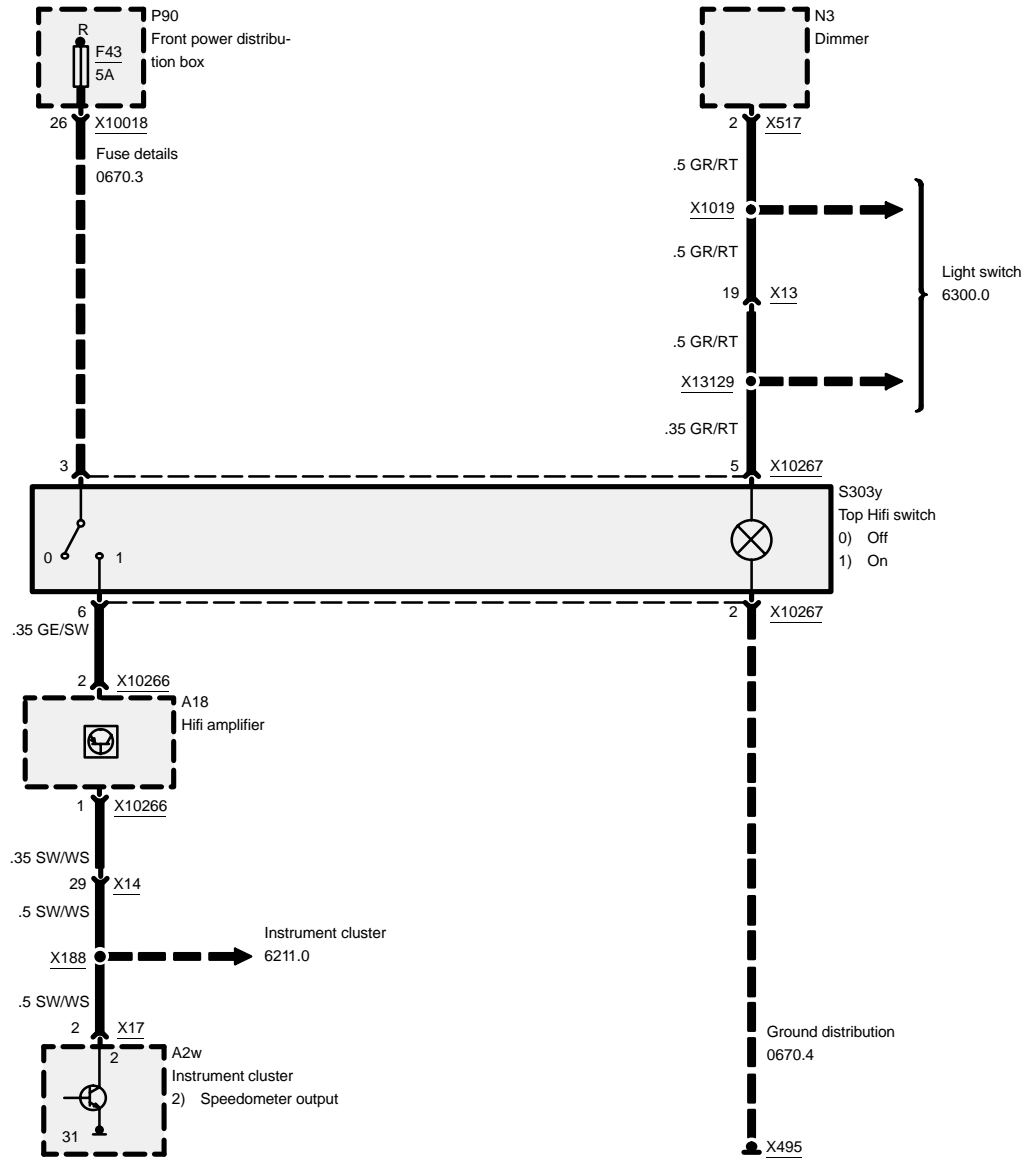 P90
Front power distribu-
tion box
R
F43
5A
26 X10018
Fuse details
0670.3
N3
Dimmer
2 X517
.5 GR/RT
X1019
.5 GR/RT
19 X13
.5 GR/RT
X13129
.35 GR/RT
Light switch
6300.0
3
5 X10267
S303y
Top Hifi switch
0) Off
1) On
0 1
6
.35 GE/SW
2 X10267
2 X10266
A18
Hifi amplifier
1 X10266
.35 SW/WS
29 X14
.5 SW/WS
X188
Instrument cluster
6211.0
.5 SW/WS
2 X17
2
A2w
Instrument cluster
2) Speedometer output
31
Ground distribution
0670.4
X495